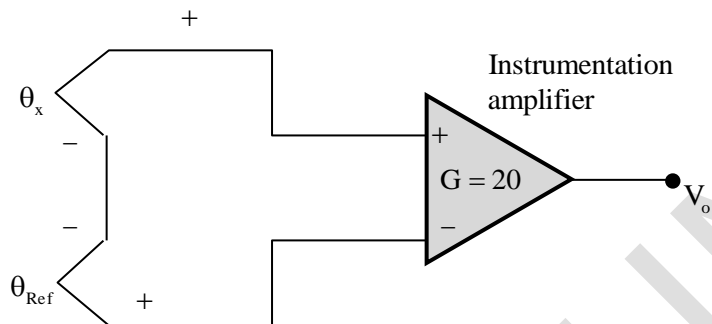 +
Instrumentation
amplifier
θx
−
+
G = 20
−
−
Vo
θRef
+